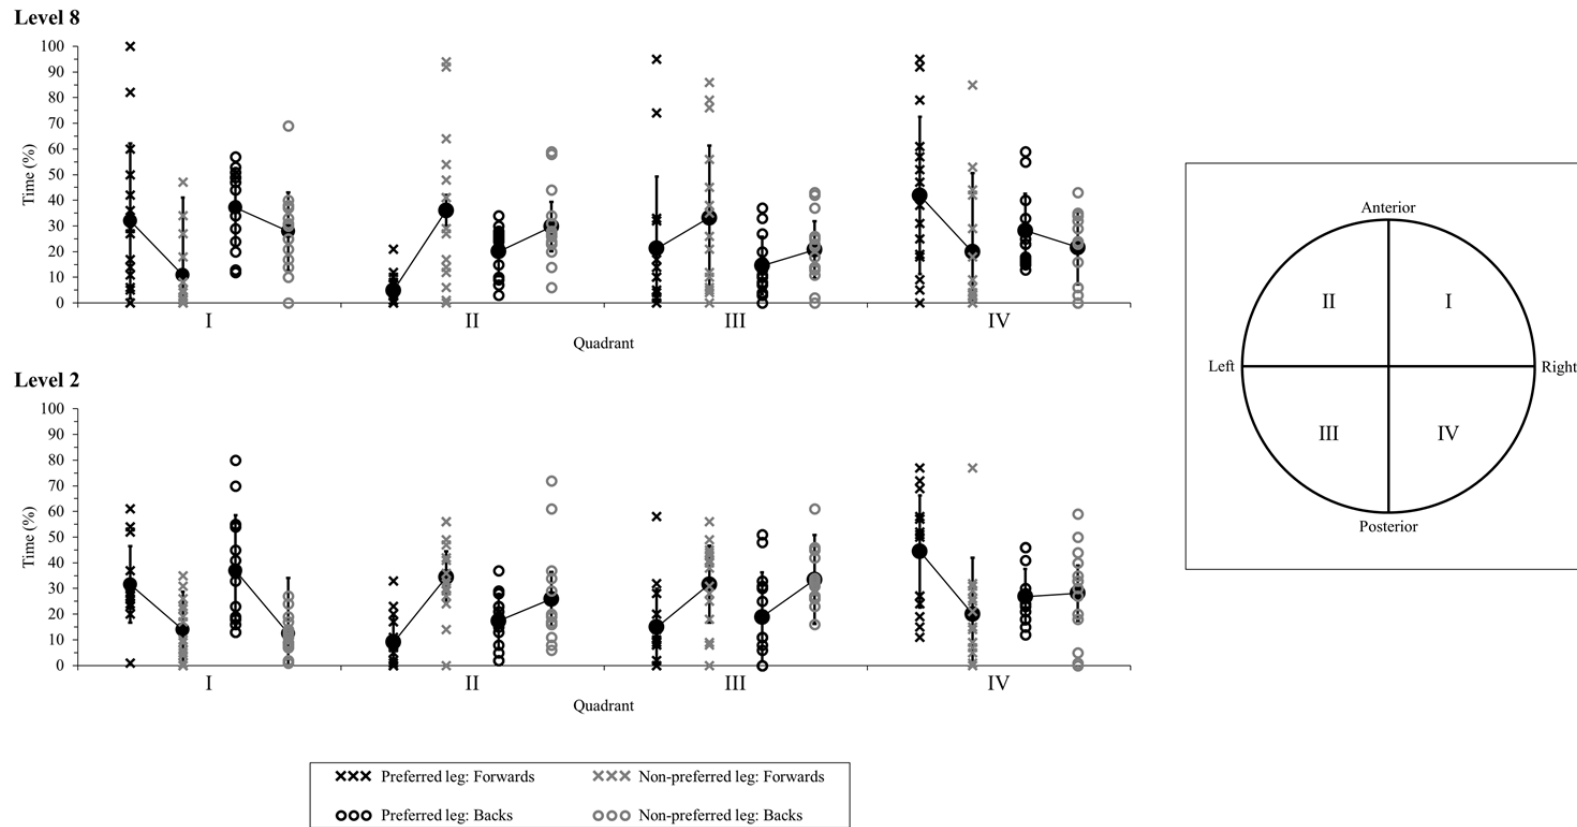 Level 8
100
90
80
70
60
50
40
30
20
10
0
Time (%)
I II III IV
Quadrant
Level 2
100
90
80
70
60
50
40
30
20
10
0
Time (%)
I II III IV
Quadrant
××× Preferred leg: Forwards ××× Non-preferred leg: Forwards
Preferred leg: Backs Non-preferred leg: Backs
Anterior
II I
Left Right
III IV
Posterior